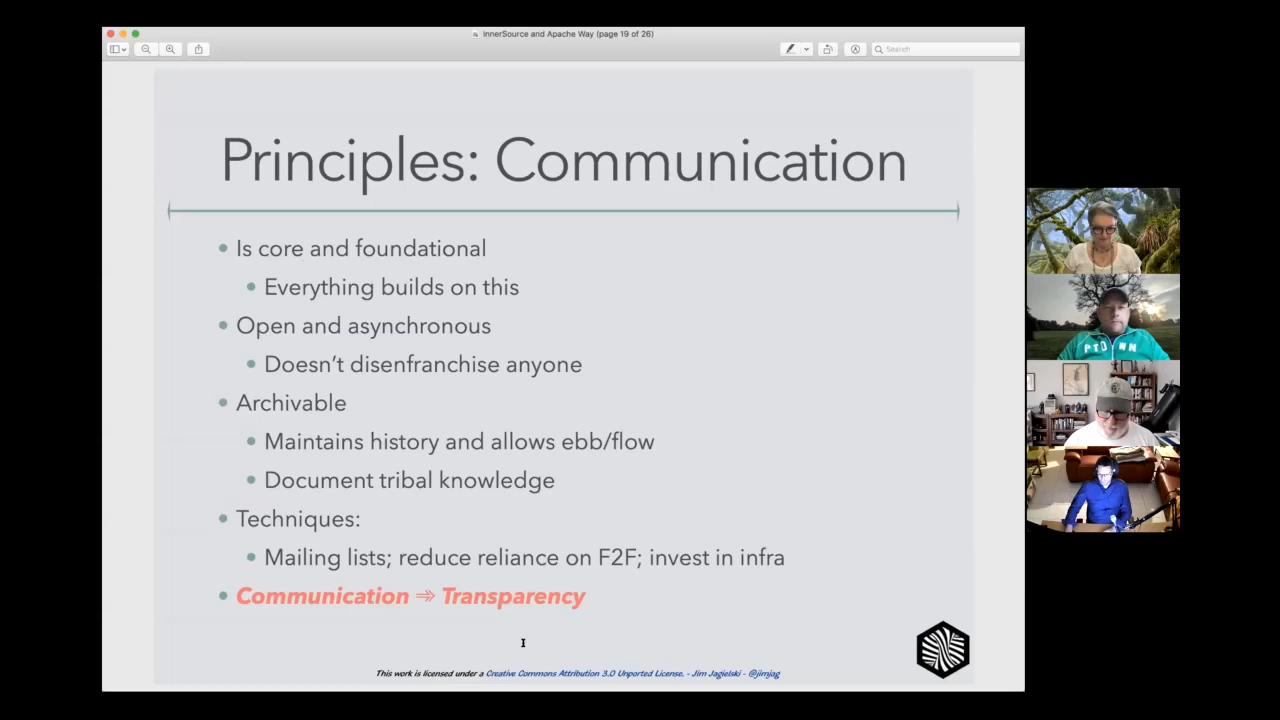 InnerSource and Apache Way (page 19 of 26)
Search
Principles: Communication
Is core and foundational
Everything builds on this
Open and asynchronous
Doesn't disenfranchise anyone
Archivable
Maintains history and allows ebb/flow
Document tribal knowledge
Techniques:
Mailing lists; reduce reliance on F2F; invest in infra
Communication ⇒ Transparency
This work is licensed under a Creative Commons Attribution 3.0 Unported License. - Jim Jagielski - @jimjag
PTOWN